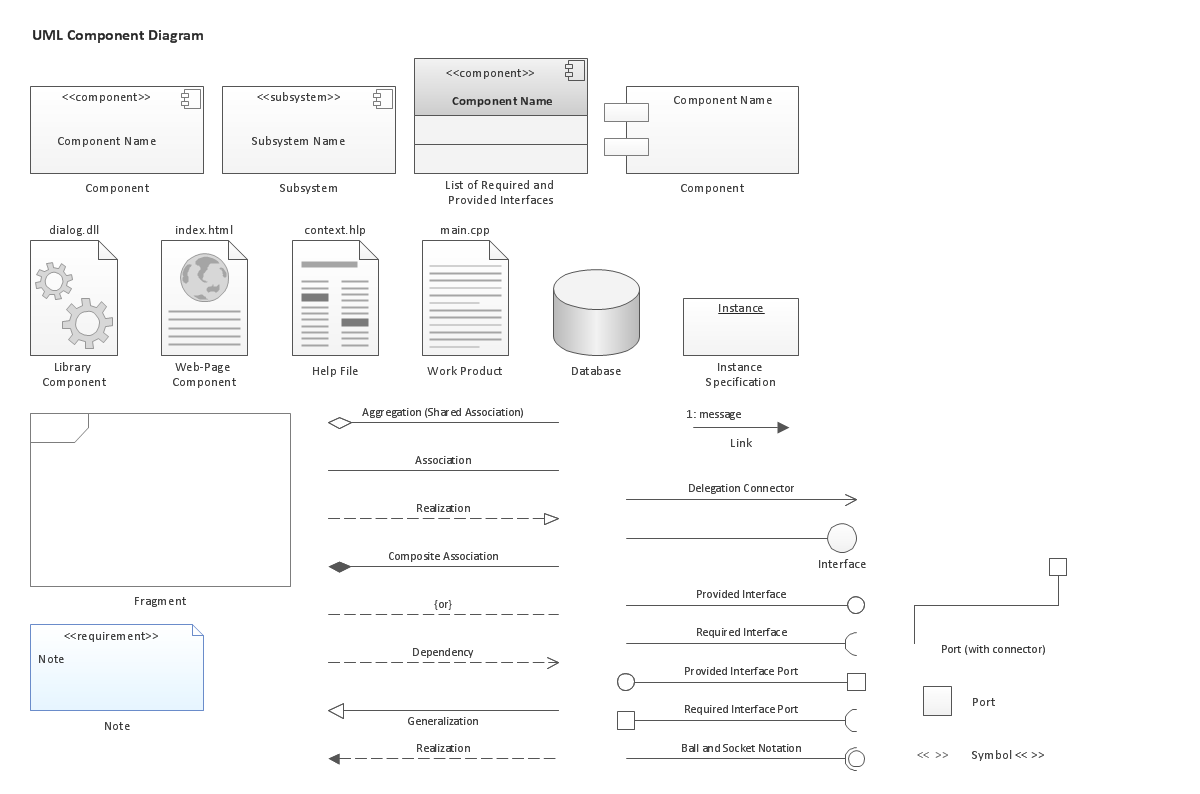 UML Component Diagram
<<component>>
Component Name
Component
<<subsystem>>
Subsystem Name
Subsystem
<<component>>
Component Name
List of Required and
Provided Interfaces
Component Name
Component
dialog.dll
Library
Component
index.html
Web-Page
Component
context.hlp
Help File
main.cpp
Work Product
Database
Instance
Instance
Specification
Fragment
<<requirement>>
Note
Note
Aggregation (Shared Association)
Association
Realization
Composite Association
{or}
Dependency
Generalization
Realization
1: message
Link
Delegation Connector
Interface
Provided Interface
Required Interface
Provided Interface Port
Required Interface Port
Ball and Socket Notation
Port (with connector)
Port
<< >>
Symbol << >>